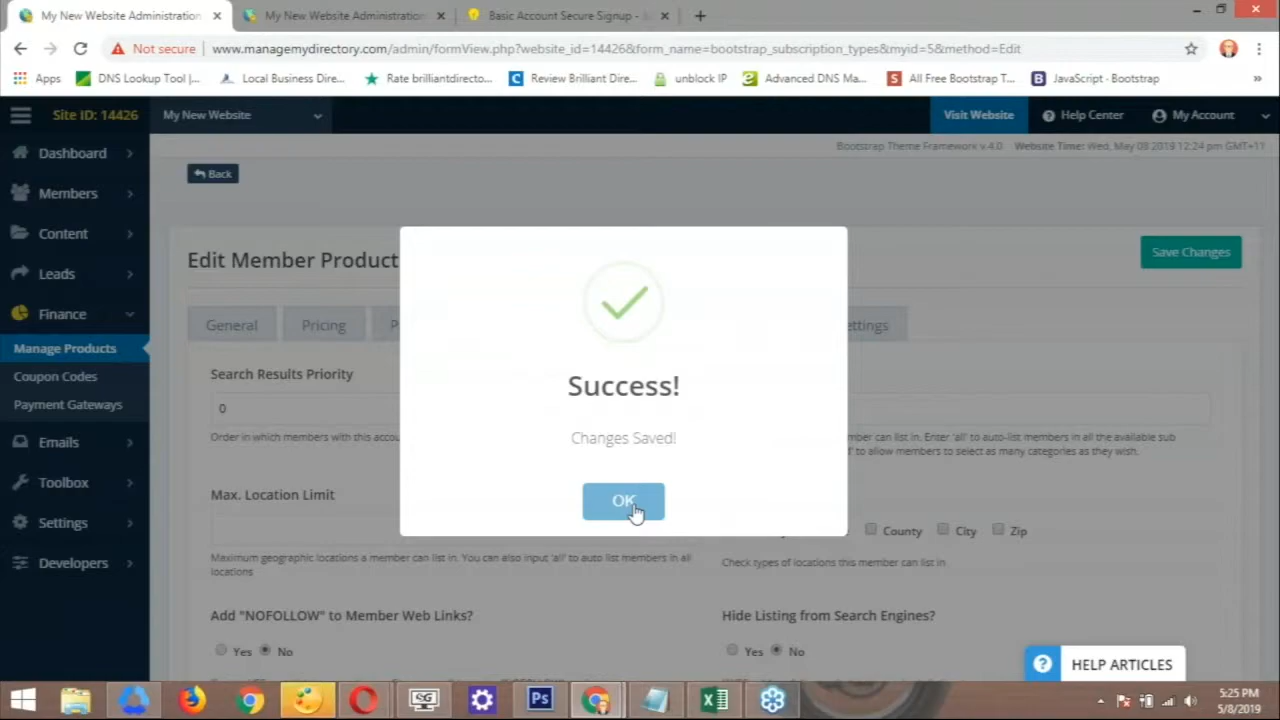 My New Website Administration
My New Website Administration
Basic Account Secure Signup -
Not secure
www.managemydirectory.com/admin/formView.php?website_id=14426&form_name=bootstrap_subscription_types&myid=5&method=Edit
Apps
DNS Lookup Tool |...
Local Business Dire...
Rate brilliantdirecto...
Review Brilliant Dire...
unblock IP
Advanced DNS Ma...
All Free Bootstrap T...
JavaScript · Bootstrap
»
Site ID: 14426
My New Website
Visit Website
Help Center
My Account
Bootstrap Theme Framework v.4.0 Website Time: Wed, May 08 2019 12:24 pm GMT+11
Dashboard
Members
Content
Leads
Finance
Manage Products
Coupon Codes
Payment Gateways
Emails
Toolbox
Settings
Developers
Back
Edit Member Product
Save Changes
General
Pricing
P
ettings
Search Results Priority
0
Order in which members with this accou
mber can list in. Enter 'all' to auto-list members in all the available sub
' to allow members to select as many categories as they wish.
Success!
Changes Saved!
OK
Max. Location Limit
County
City
Zip
Maximum geographic locations a member can list in. You can also input 'all' to auto list members in all
locations
Check types of locations this member can list in
Add "NOFOLLOW" to Member Web Links?
Yes
No
Hide Listing from Search Engines?
Yes
No
HELP ARTICLES
SG
Ps
5:25 PM
5/8/2019